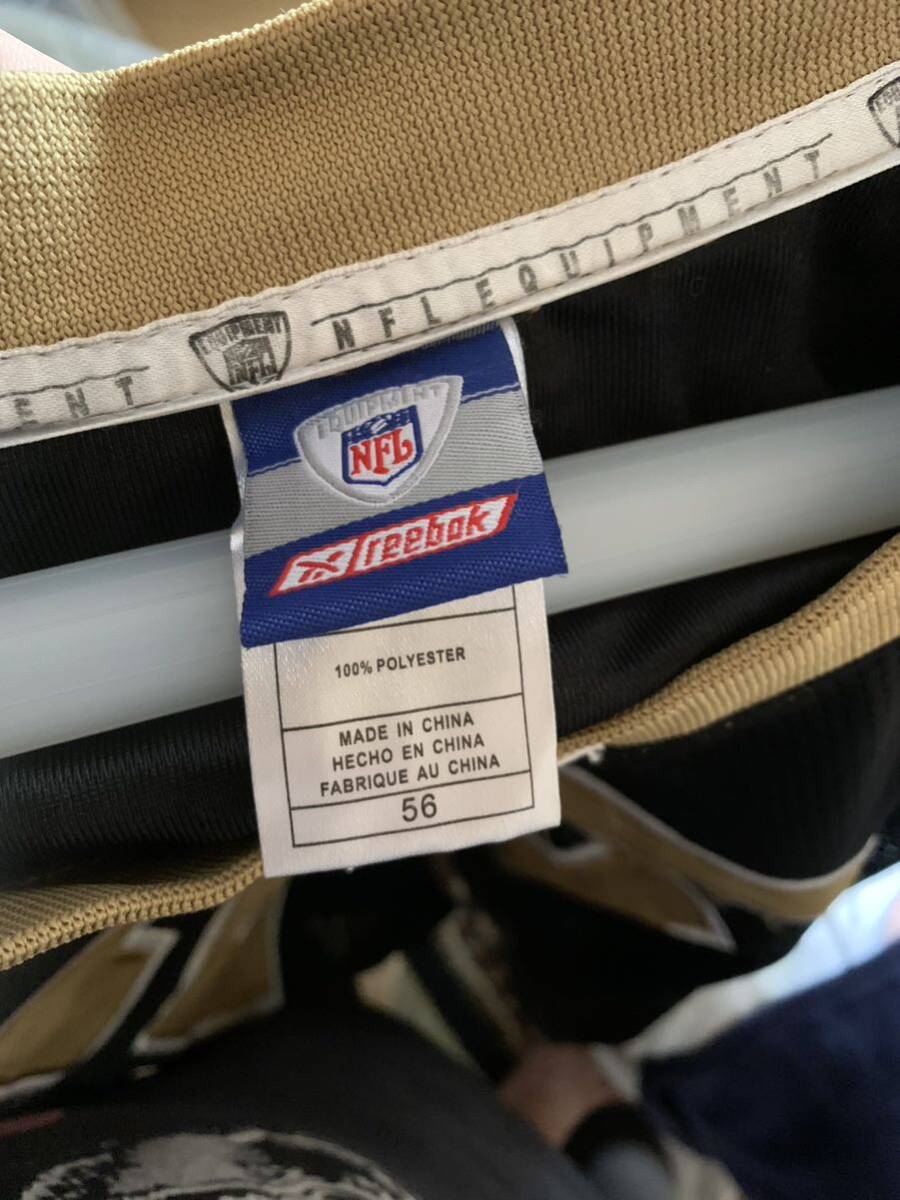 EQUIPMENT
NFL
ENT
NFL EQUIPMENT
EQUIPMENT
NFL
Reebok
100% POLYESTER
MADE IN CHINA
HECHO EN CHINA
FABRIQUE AU CHINA
56